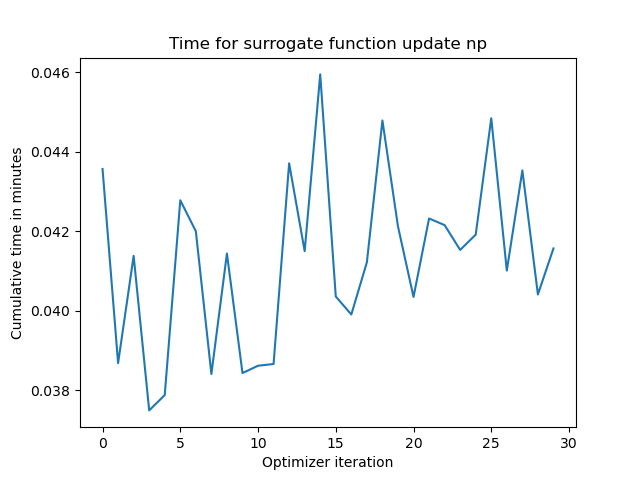 Time for surrogate function update np
Cumulative time in minutes
0.046
0.044
0.042
0.040
0.038
0 5 10 15 20 25 30
Optimizer iteration